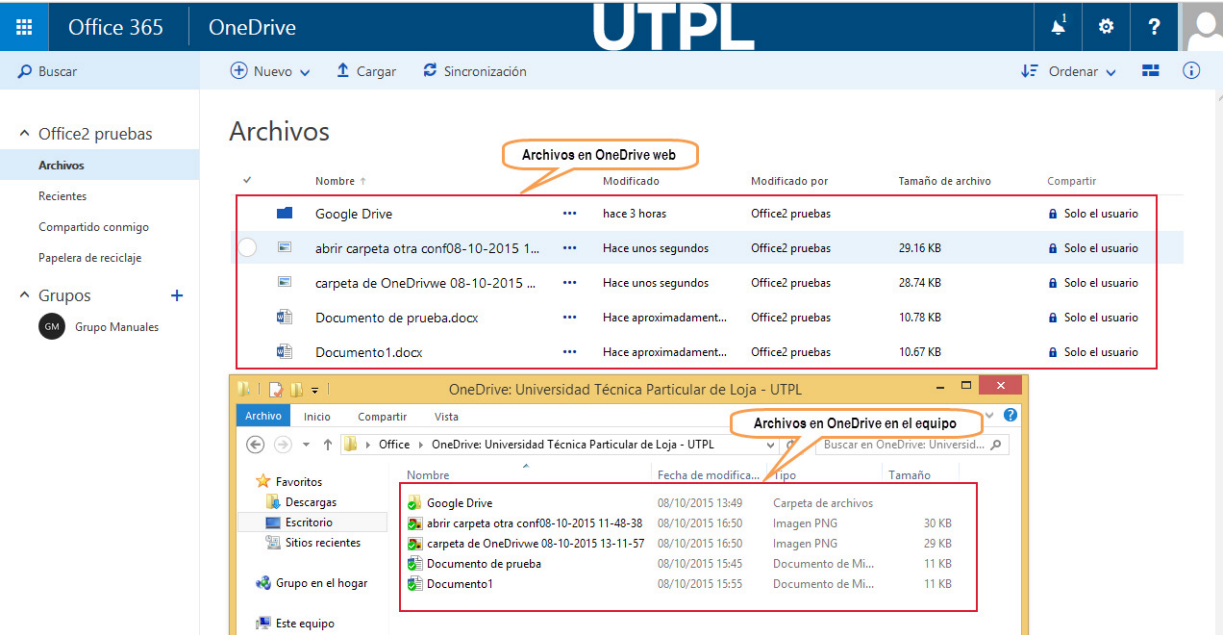 Office 365 OneDrive UTPL 1 ?
Buscar Nuevo Cargar Sincronización Ordenar
Office2 pruebas
Archivos
Recientes
Compartido conmigo
Papelera de reciclaje
Grupos +
GM Grupo Manuales
Archivos
Archivos en OneDrive web
Nombre ↑ Modificado Modificado por Tamaño de archivo Compartir
Google Drive ... hace 3 horas Office2 pruebas Solo el usuario
abrir carpeta otra conf08-10-2015 1... ... Hace unos segundos Office2 pruebas 29.16 KB Solo el usuario
carpeta de OneDrivwe 08-10-2015 ... ... Hace unos segundos Office2 pruebas 28.74 KB Solo el usuario
Documento de prueba.docx ... Hace aproximadament... Office2 pruebas 10.78 KB Solo el usuario
Documento1.docx ... Hace aproximadament... Office2 pruebas 10.67 KB Solo el usuario
OneDrive: Universidad Técnica Particular de Loja - UTPL
Archivo Inicio Compartir Vista
Archivos en OneDrive en el equipo
Office OneDrive: Universidad Técnica Particular de Loja - UTPL Buscar en OneDrive: Universid...
Favoritos
Descargas
Escritorio
Sitios recientes
Grupo en el hogar
Este equipo
Nombre Fecha de modifica... Tipo Tamaño
Google Drive 08/10/2015 13:49 Carpeta de archivos
abrir carpeta otra conf08-10-2015 11-48-38 08/10/2015 16:50 Imagen PNG 30 KB
carpeta de OneDrivwe 08-10-2015 13-11-57 08/10/2015 16:50 Imagen PNG 29 KB
Documento de prueba 08/10/2015 15:45 Documento de Mi... 11 KB
Documento1 08/10/2015 15:55 Documento de Mi... 11 KB